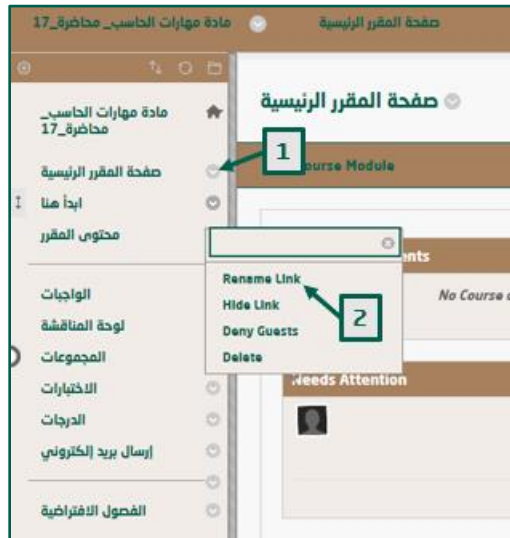 صفحة المقرر الرئيسية
مادة مهارات الحاسب_ محاضرة_17
صفحة المقرر الرئيسية
مادة مهارات الحاسب_
محاضرة_17
1
صفحة المقرر الرئيسية
ourse Module
ابدأ هنا
محتوى المقرر
ents
Rename Link
No Course
Hide Link
2
Deny Guests
Delete
الواجبات
لوحة المناقشة
المجموعات
Needs Attention
الاختبارات
الدرجات
إرسال بريد إلكتروني
الفصول الافتراضية